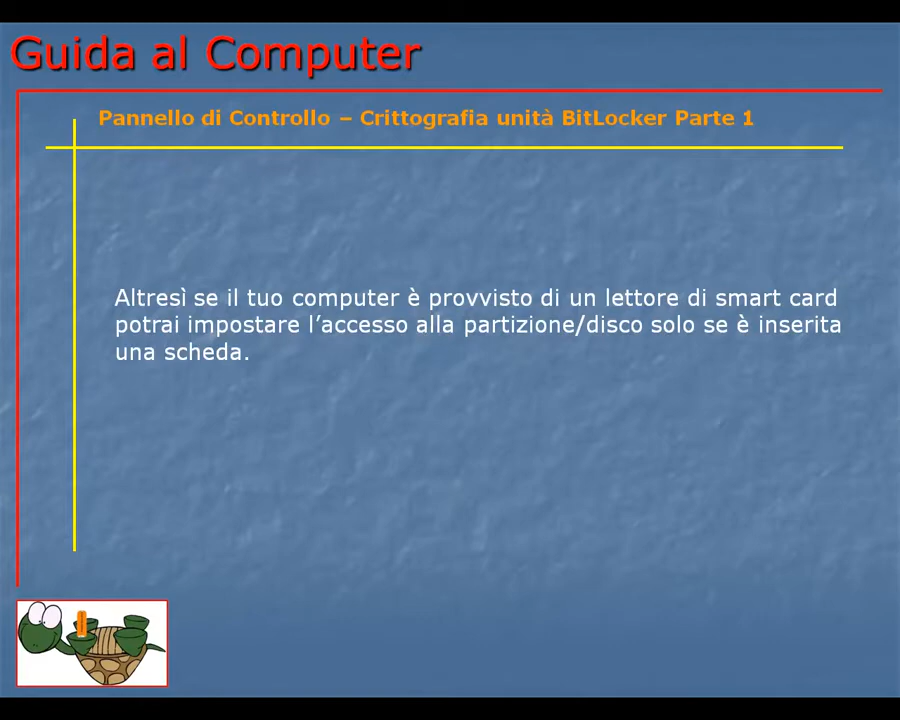 Guida al Computer
Pannello di Controllo – Crittografia unità BitLocker Parte 1
Altresì se il tuo computer è provvisto di un lettore di smart card
potrai impostare l’accesso alla partizione/disco solo se è inserita
una scheda.